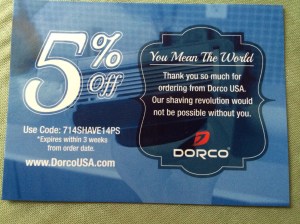 5% Off
Use Code: 714SHAVE14PS
*Expires within 3 weeks
from order date.
www.DorcoUSA.com
You Mean The World
Thank you so much for
ordering from Dorco USA.
Our shaving revolution would
not be possible without you.
DORCO